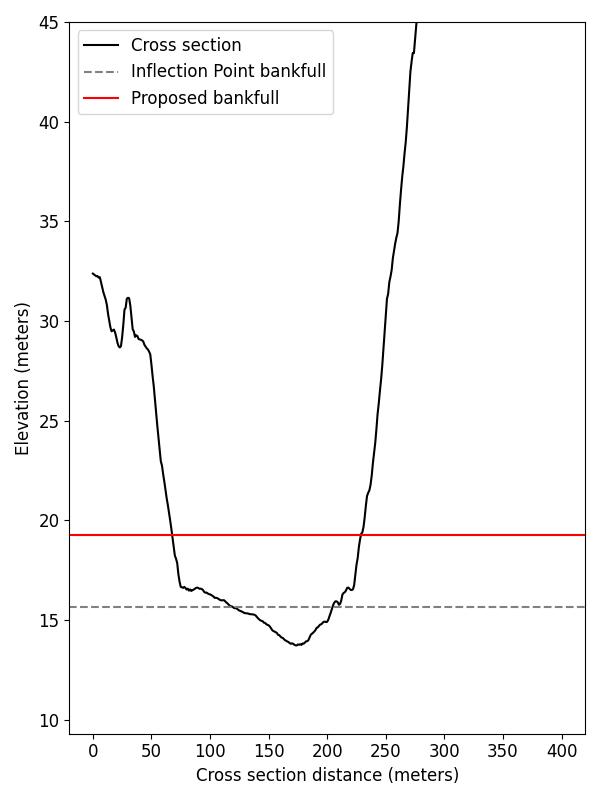 45
Cross section
Inflection Point bankfull
Proposed bankfull
40
35
30
25
20
15
10
Elevation (meters)
0 50 100 150 200 250 300 350 400
Cross section distance (meters)